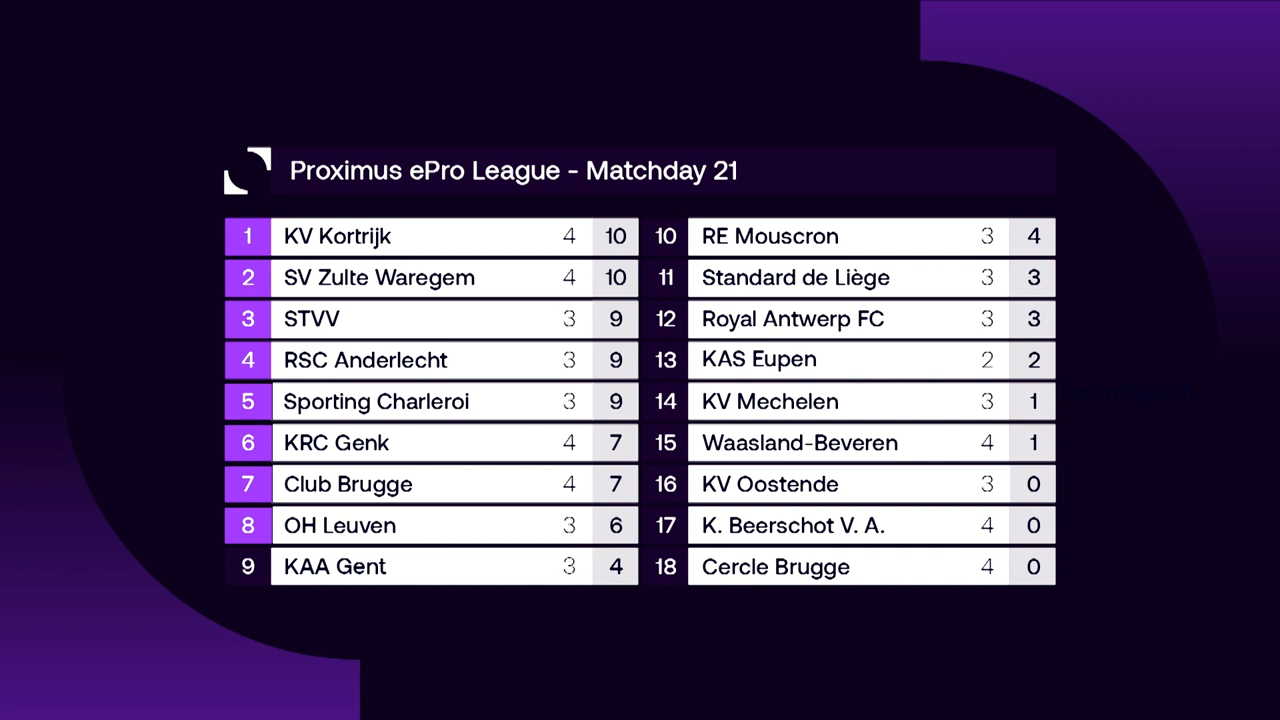 Proximus ePro League - Matchday 21
1 KV Kortrijk 4 10
2 SV Zulte Waregem 4 10
3 STVV 3 9
4 RSC Anderlecht 3 9
5 Sporting Charleroi 3 9
6 KRC Genk 4 7
7 Club Brugge 4 7
8 OH Leuven 3 6
9 KAA Gent 3 4
10 RE Mouscron 3 4
11 Standard de Liège 3 3
12 Royal Antwerp FC 3 3
13 KAS Eupen 2 2
14 KV Mechelen 3 1
15 Waasland-Beveren 4 1
16 KV Oostende 3 0
17 K. Beerschot V. A. 4 0
18 Cercle Brugge 4 0
Lorem Ipsum